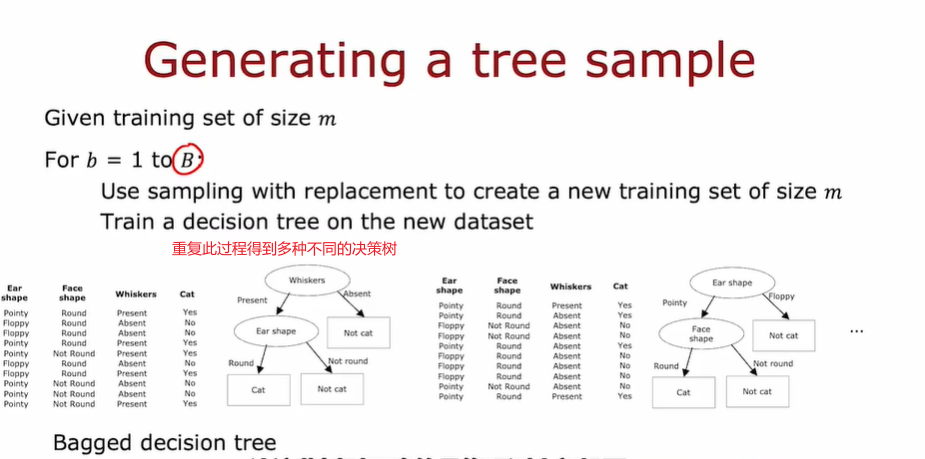 Generating a tree sample
Given training set of size m
For b = 1 to B:
Use sampling with replacement to create a new training set of size m
Train a decision tree on the new dataset
重复此过程得到多种不同的决策树
Ear shape Face shape Whiskers Cat
Pointy Round Present Yes
Floppy Round Absent No
Floppy Round Absent No
Pointy Round Present Yes
Pointy Not Round Present Yes
Floppy Round Absent No
Floppy Round Present Yes
Pointy Not Round Absent No
Pointy Not Round Absent No
Pointy Not Round Present Yes
Whiskers
Present
Absent
Ear shape
Not cat
Round
Not round
Cat
Not cat
Ear shape Face shape Whiskers Cat
Pointy Round Present Yes
Pointy Round Absent Yes
Floppy Not Round Absent No
Floppy Not Round Absent No
Pointy Round Absent Yes
Floppy Round Absent No
Floppy Round Absent No
Floppy Round Absent No
Pointy Not Round Absent No
Pointy Round Present Yes
Ear shape
Pointy
Floppy
Face shape
Not cat
Round
Not round
Cat
Not cat
...
Bagged decision tree